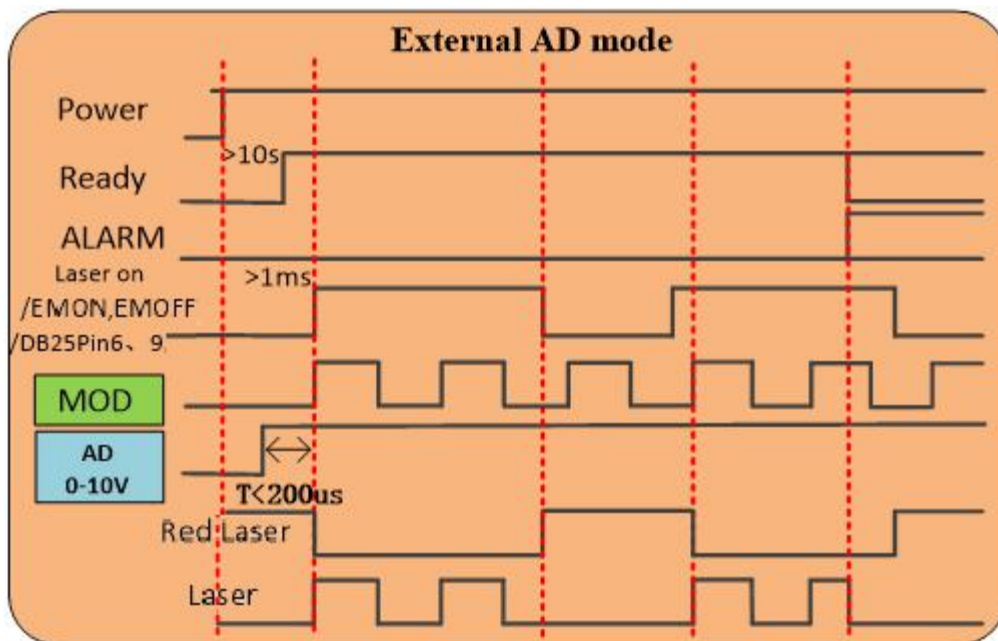 External AD mode
Power
>10s
Ready
ALARM
Laser on
>1ms
/EMON,EMOFF
/DB25Pin6、9
MOD
AD
0-10V
T<200us
Red Laser
Laser